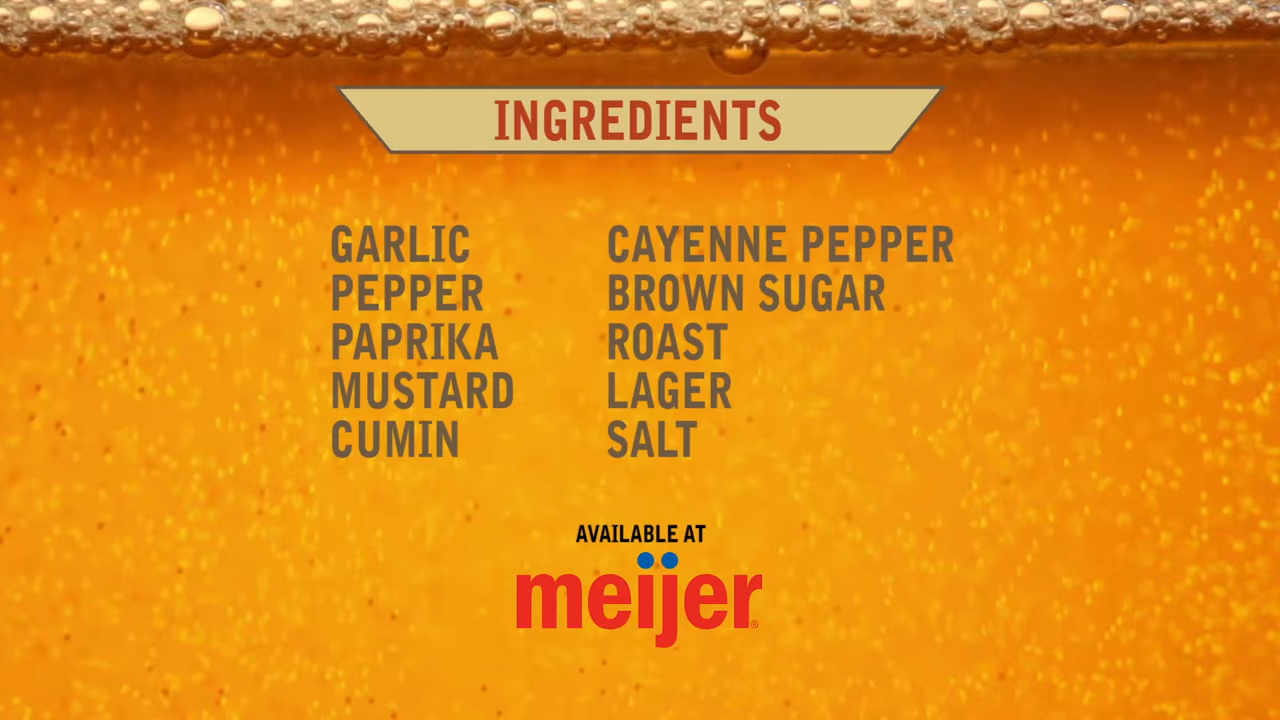 INGREDIENTS
GARLIC
PEPPER
PAPRIKA
MUSTARD
CUMIN
CAYENNE PEPPER
BROWN SUGAR
ROAST
LAGER
SALT
AVAILABLE AT
meijer®